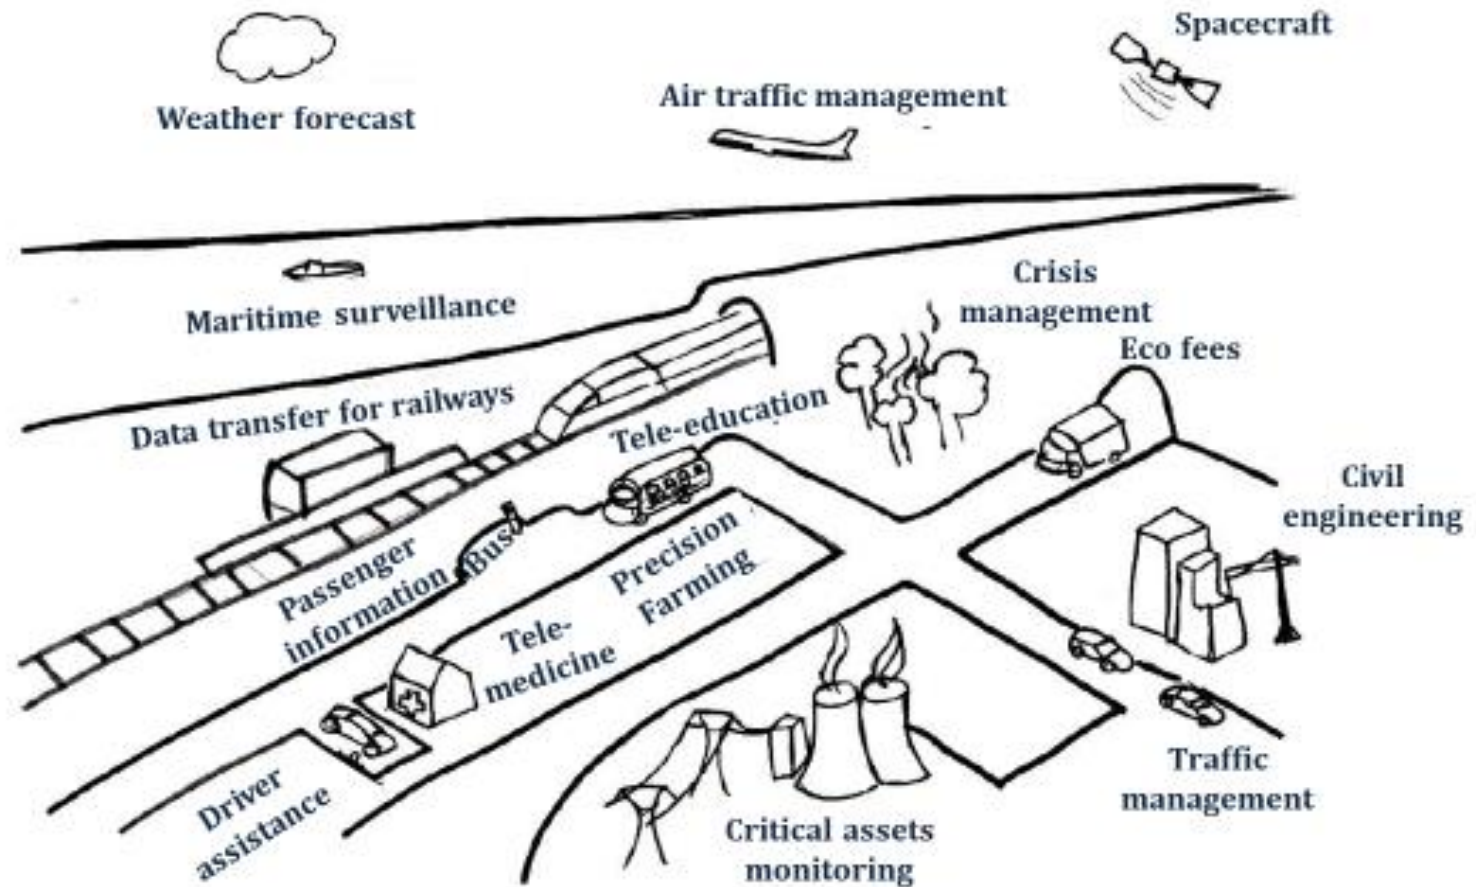 Spacecraft
Weather forecast
Air traffic management
Maritime surveillance
Crisis
management
Eco fees
Data transfer for railways
Tele-education
Civil
engineering
Passenger
information
Bus
Precision
Farming
Tele-
medicine
Driver
assistance
Critical assets
monitoring
Traffic
management